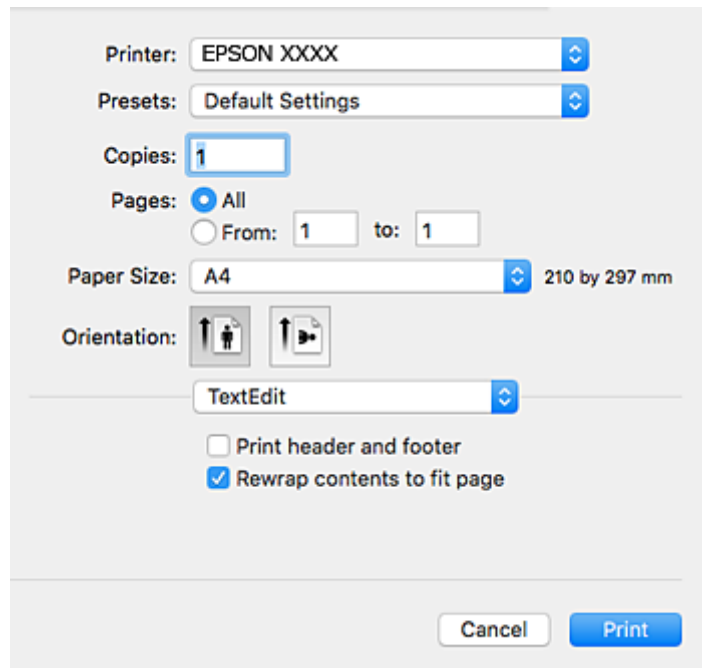 Printer: EPSON XXXX
Presets: Default Settings
Copies: 1
Pages: All
From: 1 to: 1
Paper Size: A4 210 by 297 mm
Orientation:
TextEdit
Print header and footer
Rewrap contents to fit page
Cancel Print